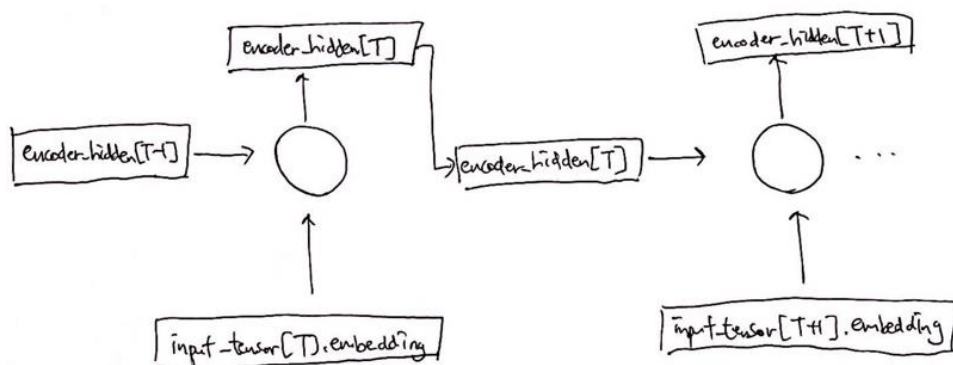 encoder_hidden[T]
encoder_hidden[T+1]
encoder_hidden[T-1]
encoder_hidden[T]
...
input_tensor[T].embedding
input_tensor[T+1].embedding